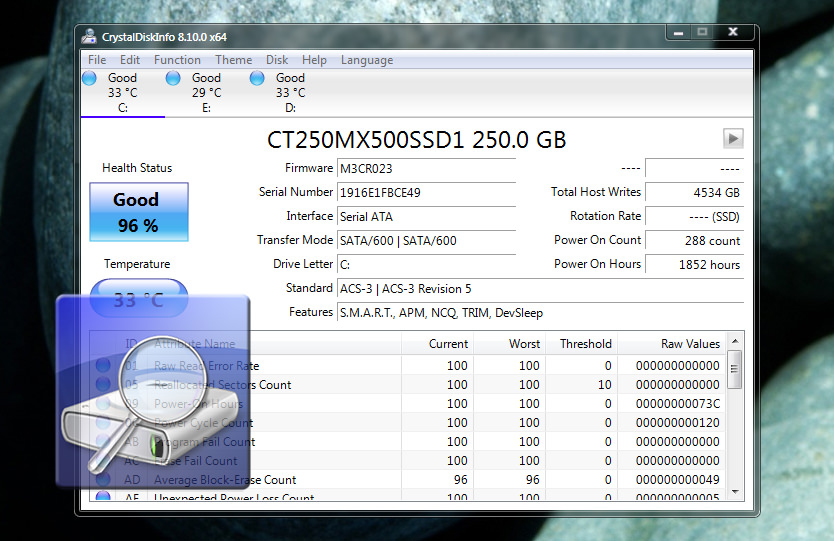 CrystalDiskInfo 8.10.0 x64
File Edit Function Theme Disk Help Language
Good Good Good
33 °C 29 °C 33 °C
C: E: D:
CT250MX500SSD1 250.0 GB
Health Status
Good
96 %
Temperature
33 °C
Firmware M3CR023 ---- ----
Serial Number 1916E1FBCE49 Total Host Writes 4534 GB
Interface Serial ATA Rotation Rate ---- (SSD)
Transfer Mode SATA/600 | SATA/600 Power On Count 288 count
Drive Letter C: Power On Hours 1852 hours
Standard ACS-3 | ACS-3 Revision 5
Features S.M.A.R.T., APM, NCQ, TRIM, DevSleep
ID Attribute Name Current Worst Threshold Raw Values
01 Raw Read Error Rate 100 100 0 000000000000
05 Reallocated Sectors Count 100 100 10 000000000000
09 Power-On Hours 100 100 0 00000000073C
Power Cycle Count 100 100 0 000000000120
AB Program Fail Count 100 100 0 000000000000
AC Erase Fail Count 100 100 0 000000000000
AD Average Block-Erase Count 96 96 0 000000000049
AE Unexpected Power Loss Count 100 100 0 000000000005